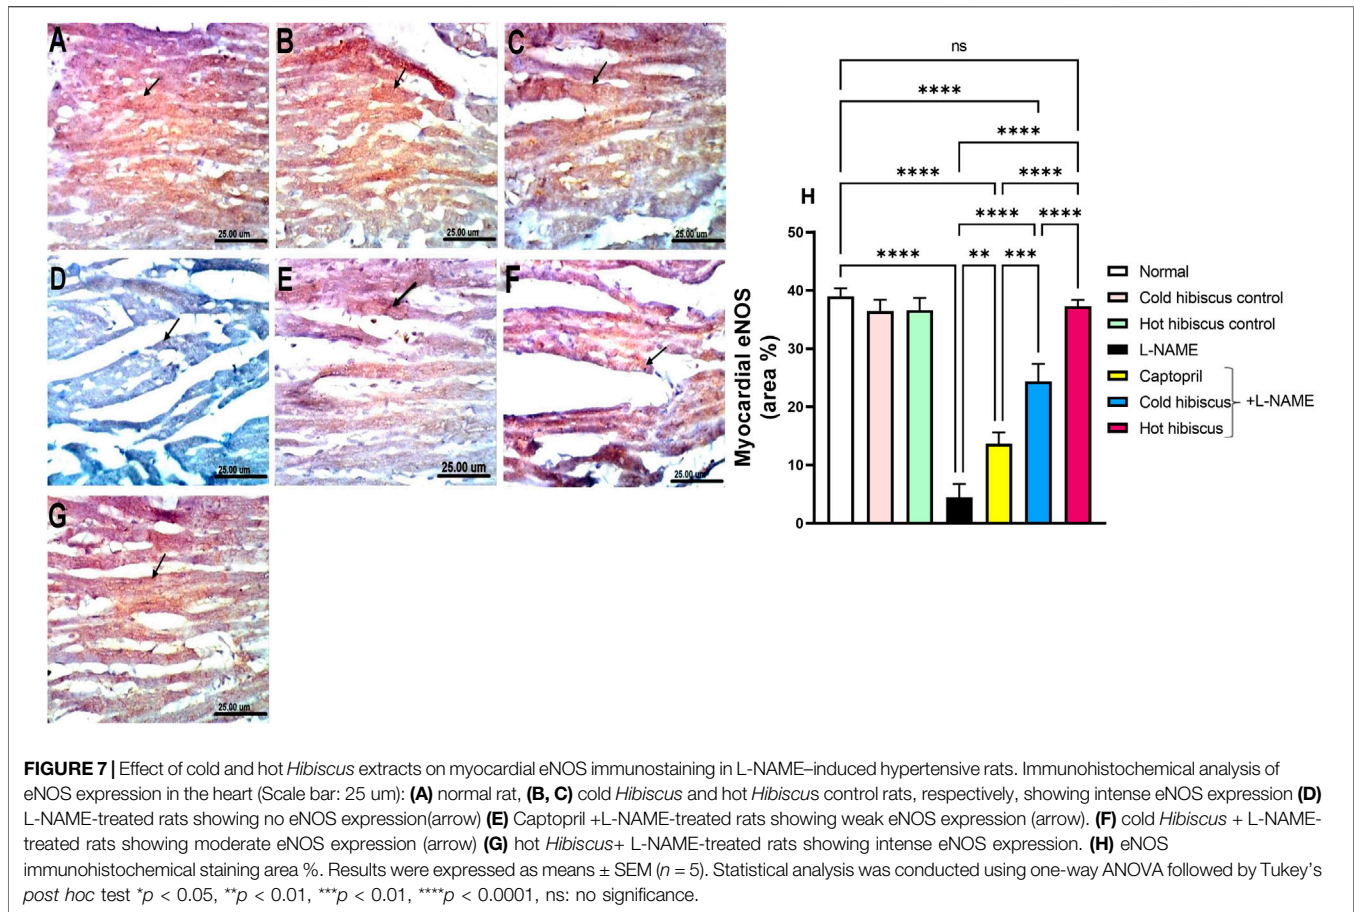 A
B
C
25.00 um
25.00 um
25.00 um
D
E
F
25.00 um
25.00 um
25.00 um
G
25.00 um
H
ns
****
****
****
****
****
****
****
**
***
Myocardial eNOS
(area %)
50
40
30
20
10
0
Normal
Cold hibiscus control
Hot hibiscus control
L-NAME
Captopril
Cold hibiscus
Hot hibiscus
+L-NAME
FIGURE 7 | Effect of cold and hot Hibiscus extracts on myocardial eNOS immunostaining in L-NAME–induced hypertensive rats. Immunohistochemical analysis of
eNOS expression in the heart (Scale bar: 25 um): (A) normal rat, (B, C) cold Hibiscus and hot Hibiscus control rats, respectively, showing intense eNOS expression (D)
L-NAME-treated rats showing no eNOS expression(arrow) (E) Captopril +L-NAME-treated rats showing weak eNOS expression (arrow). (F) cold Hibiscus + L-NAME-
treated rats showing moderate eNOS expression (arrow) (G) hot Hibiscus+ L-NAME-treated rats showing intense eNOS expression. (H) eNOS
immunohistochemical staining area %. Results were expressed as means ± SEM (n = 5). Statistical analysis was conducted using one-way ANOVA followed by Tukey's
post hoc test *p < 0.05, **p < 0.01, ***p < 0.01, ****p < 0.0001, ns: no significance.